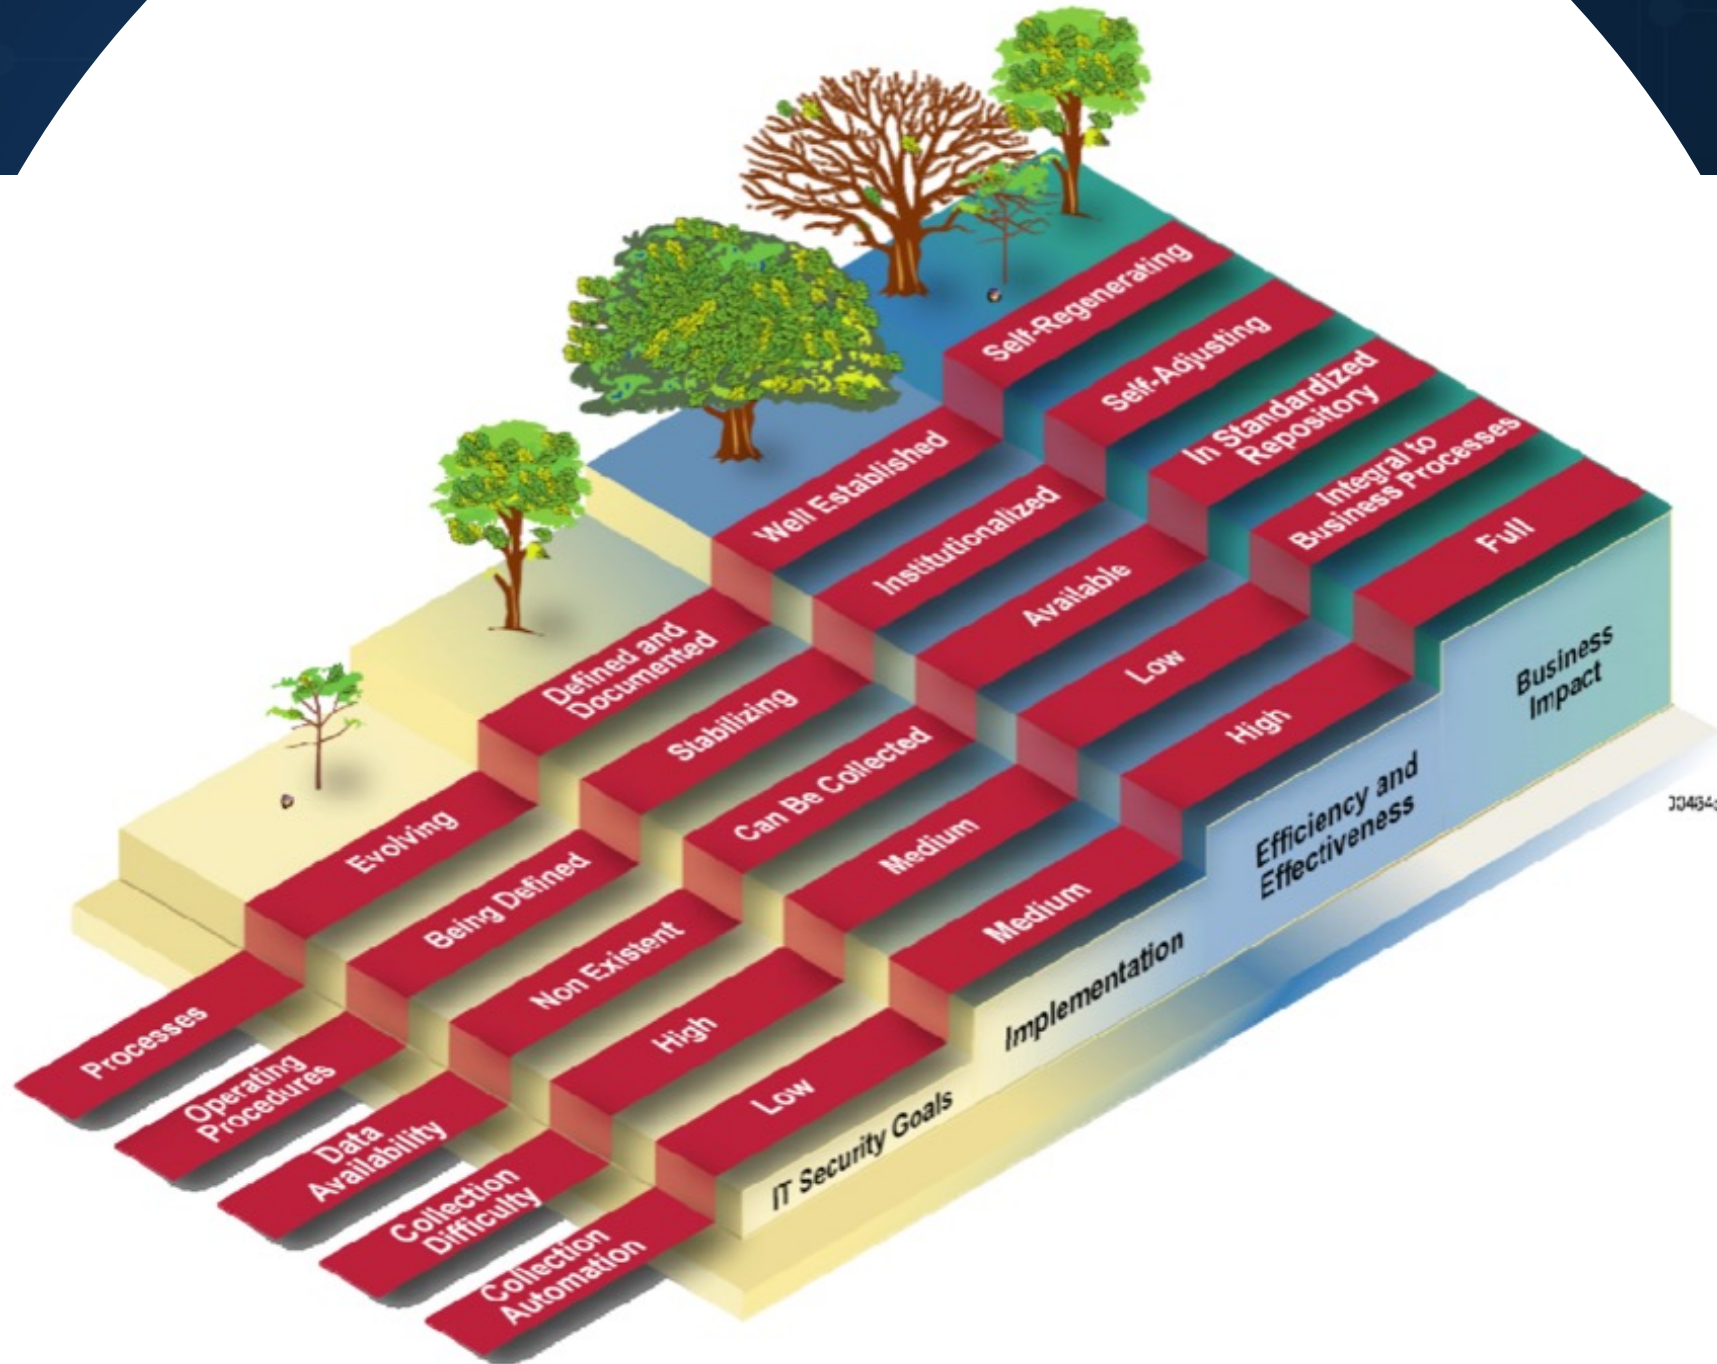 Processes
Evolving
Defined and
Documented
Well Established
Self-Regenerating
Operating
Procedures
Being Defined
Stabilizing
Institutionalized
Self-Adjusting
Data
Availability
Non Existent
Can Be Collected
Available
In Standardized
Repository
Collection
Difficulty
High
Medium
Low
Integral to
Business Processes
Collection
Automation
Low
Medium
High
Full
IT Security Goals
Implementation
Efficiency and
Effectiveness
Business
Impact